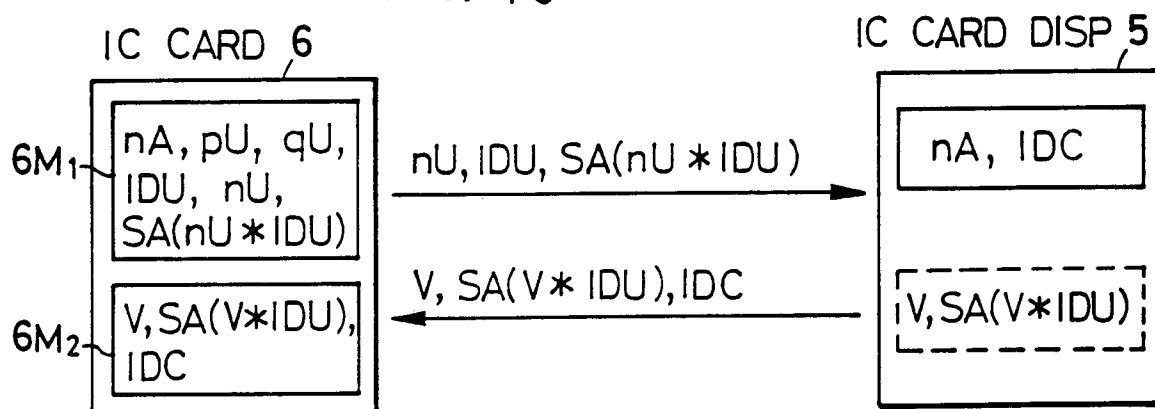 IC CARD 6
IC CARD DISP 5
6M1
nA, pU, qU,
IDU, nU,
SA(nU*IDU)
nU, IDU, SA(nU*IDU)
nA, IDC
V, SA(V*IDU), IDC
6M2
V,SA(V*IDU),
IDC
V,SA(V*IDU)